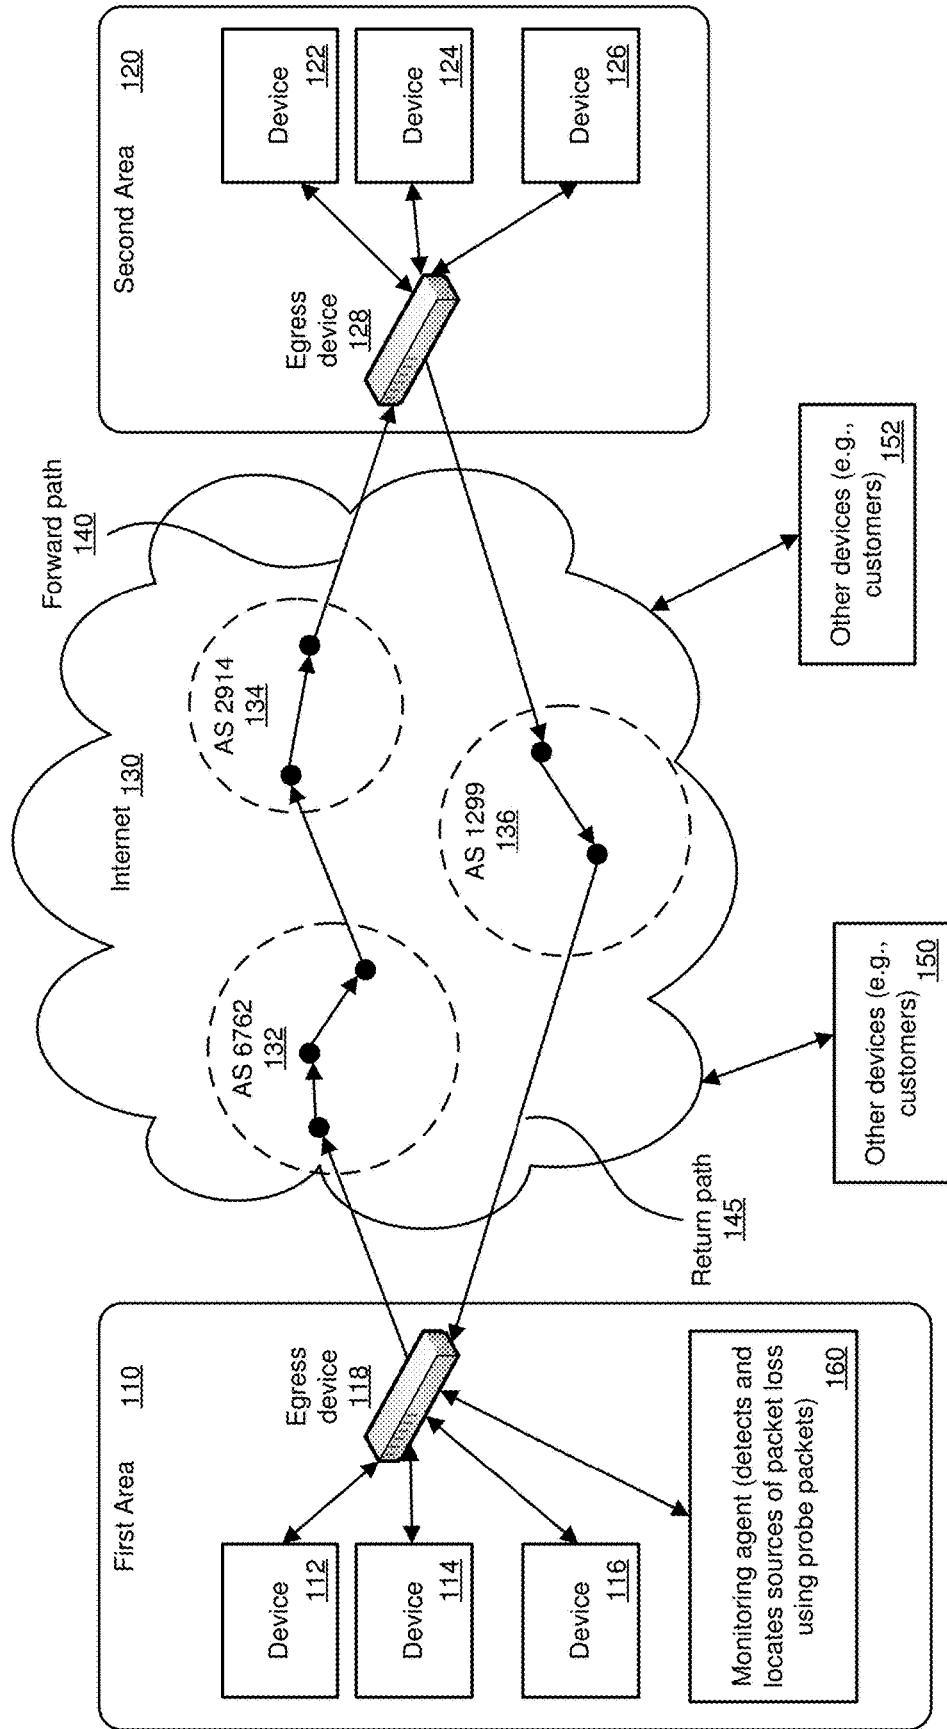 First Area
110
Device
112
Device
114
Device
116
Egress
device
118
Monitoring agent (detects and
locates sources of packet loss
using probe packets)
160
Internet 130
AS 6762
132
AS 2914
134
AS 1299
136
Forward path
140
Return path
145
Second Area
120
Egress
device
128
Device
122
Device
124
Device
126
Other devices (e.g.,
customers) 150
Other devices (e.g.,
customers) 152